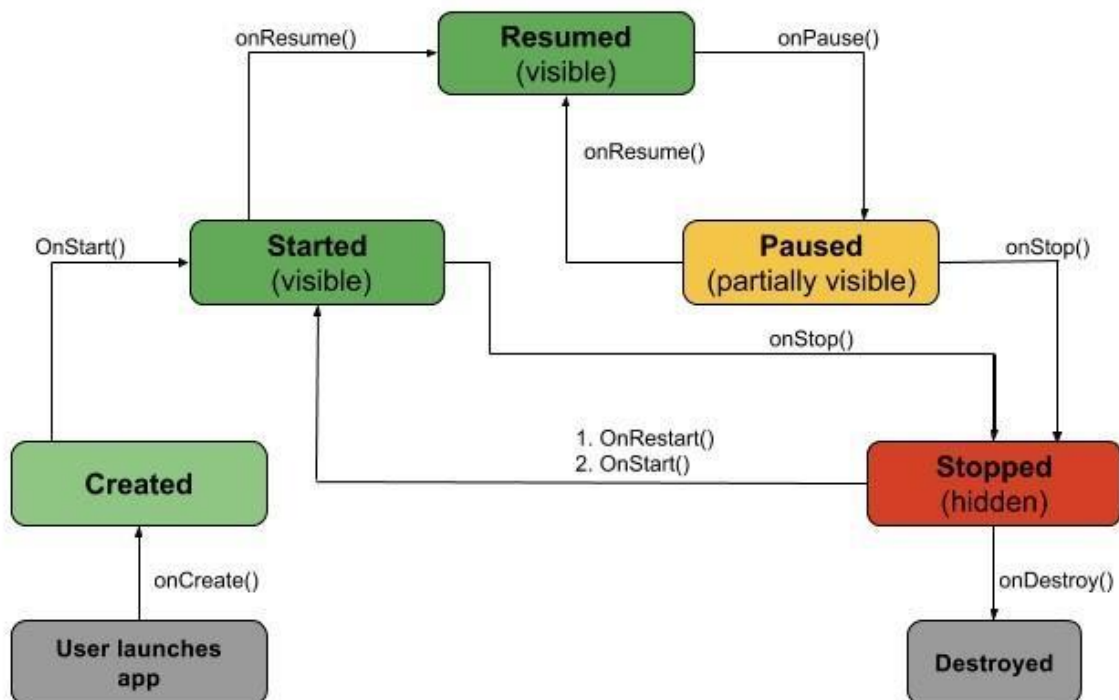 onResume()
Resumed
(visible)
onPause()
onResume()
OnStart()
Started
(visible)
Paused
(partially visible)
onStop()
onStop()
1. OnRestart()
2. OnStart()
Created
Stopped
(hidden)
onCreate()
onDestroy()
User launches
app
Destroyed